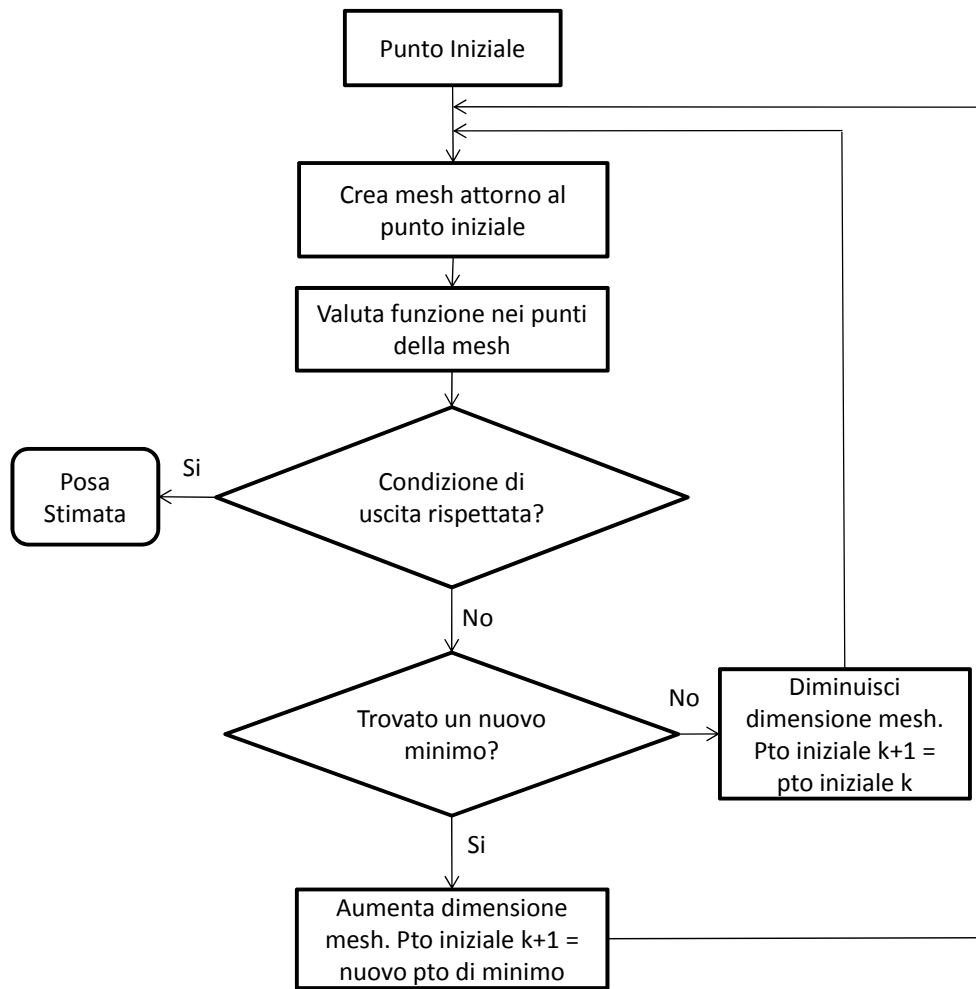 Punto Iniziale
Crea mesh attorno al
punto iniziale
Valuta funzione nei punti
della mesh
Si
Posa
Stimata
Condizione di
uscita rispettata?
No
Trovato un nuovo
minimo?
No
Diminuisci
dimensione mesh.
Pto iniziale k+1 =
pto iniziale k
Si
Aumenta dimensione
mesh. Pto iniziale k+1 =
nuovo pto di minimo